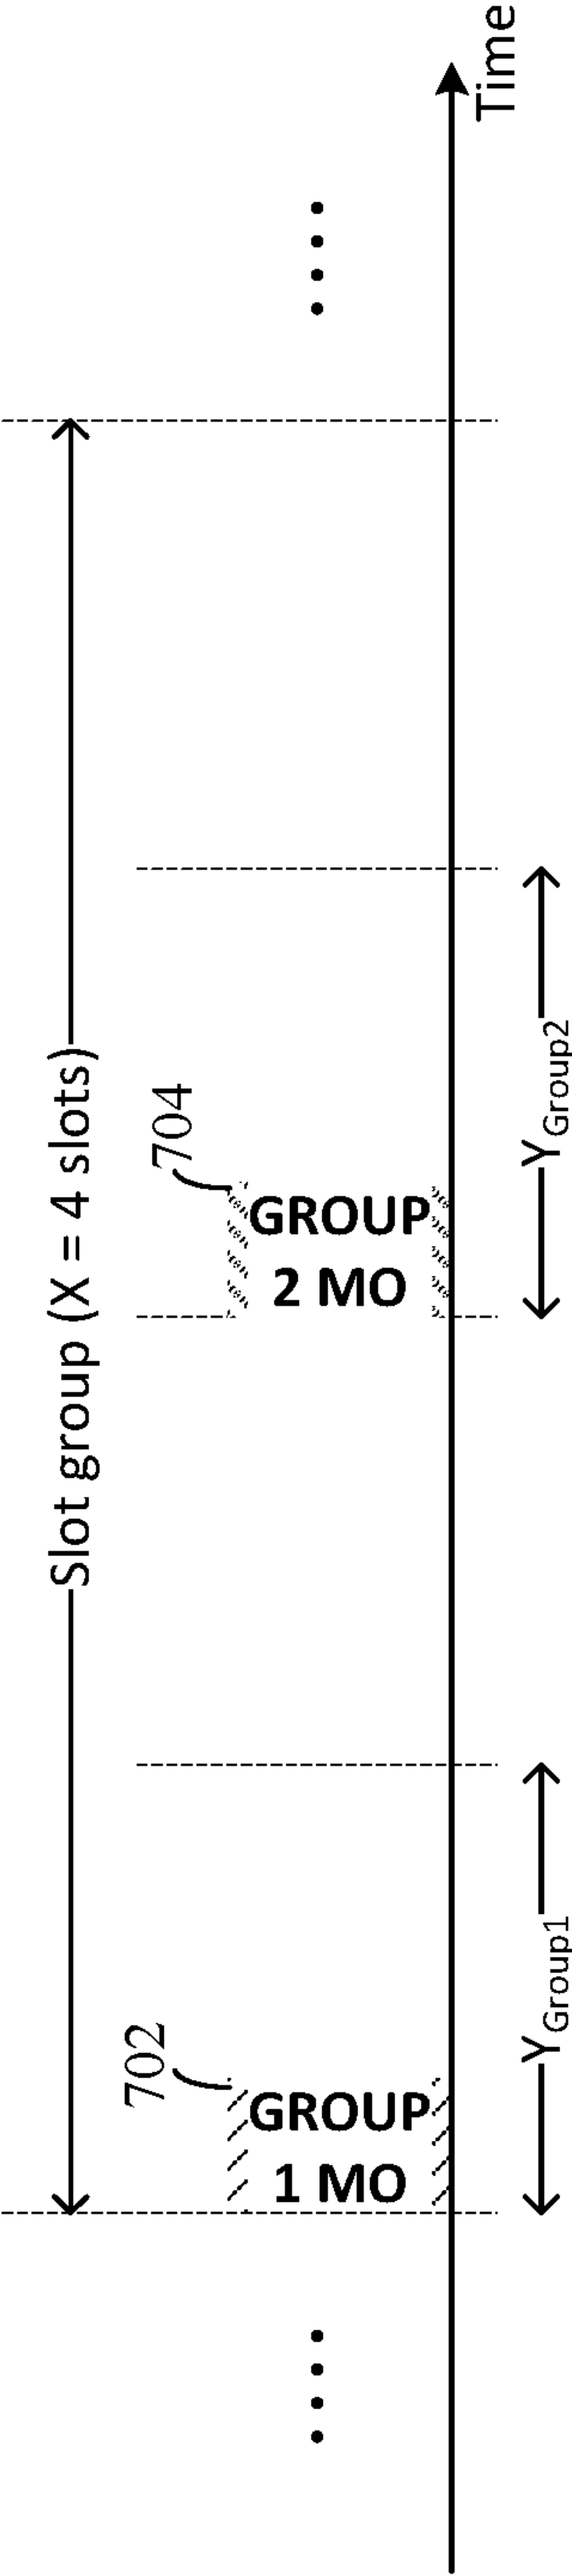 Slot group (X = 4 slots)
702
704
GROUP
1 MO
GROUP
2 MO
Time
YGroup1
YGroup2